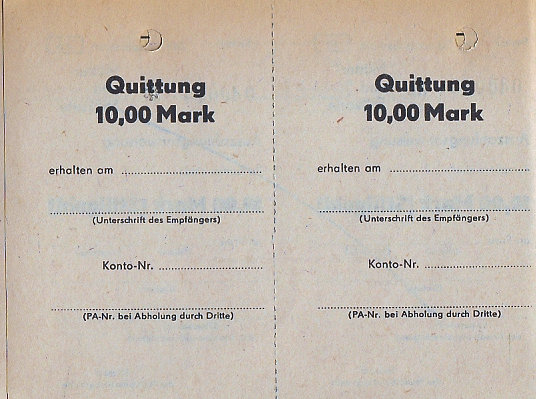 Quittung
10,00 Mark
erhalten am ........................
................................................
(Unterschrift des Empfängers)
Konto-Nr. ........................
................................................
(PA-Nr. bei Abholung durch Dritte)
Quittung
10,00 Mark
erhalten am ........................
................................................
(Unterschrift des Empfängers)
Konto-Nr. ........................
................................................
(PA-Nr. bei Abholung durch Dritte)